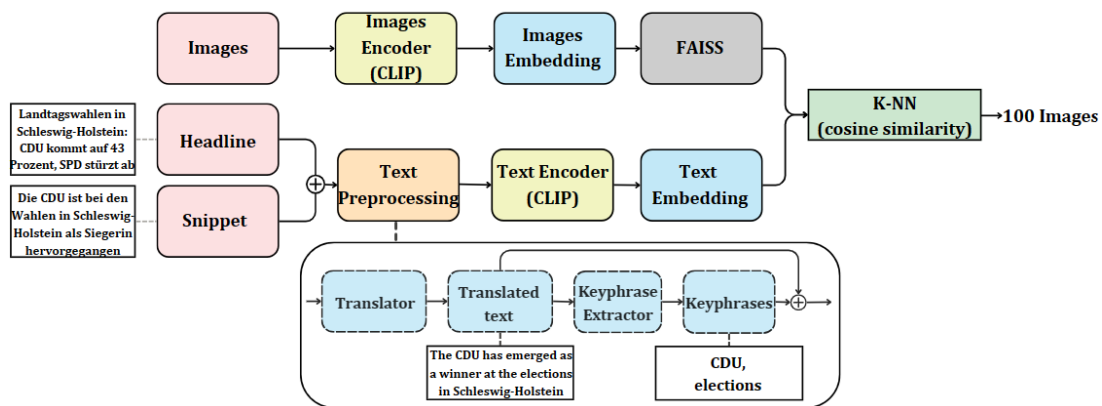 Images
Images
Encoder
(CLIP)
Images
Embedding
FAISS
K-NN
(cosine similarity)
100 Images
Landtagswahlen in
Schleswig-Holstein:
CDU kommt auf 43
Prozent, SPD stürzt ab
Headline
Die CDU ist bei den
Wahlen in Schleswig-
Holstein als Siegerin
hervorgegangen
Snippet
Text
Preprocessing
Text Encoder
(CLIP)
Text
Embedding
Translator
Translated
text
Keyphrase
Extractor
Keyphrases
The CDU has emerged as
a winner at the elections
in Schleswig-Holstein
CDU,
elections